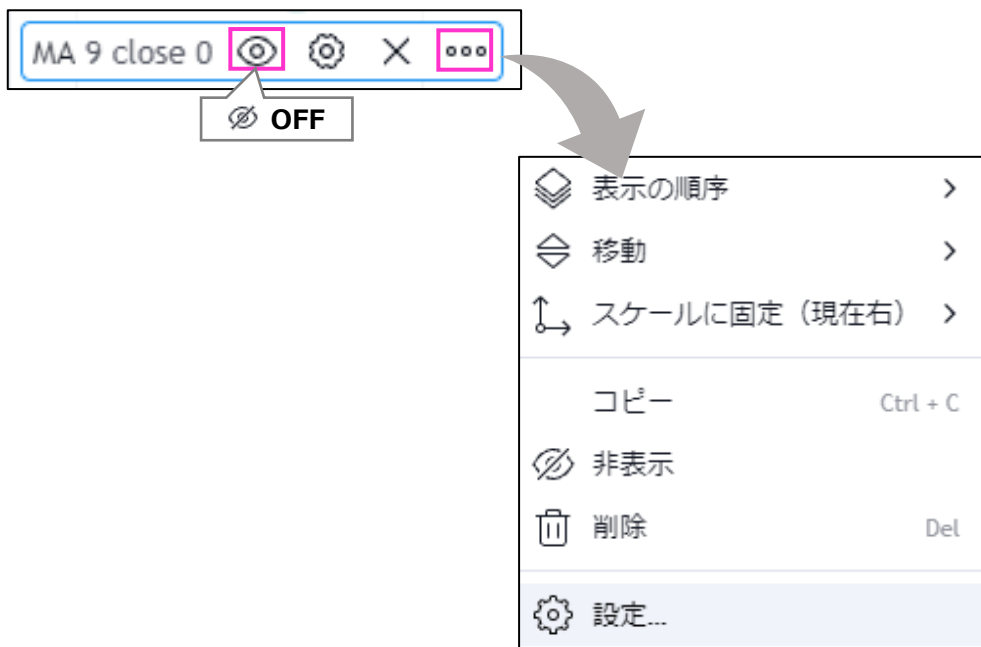 MA 9 close 0
OFF
表示の順序
移動
スケールに固定（現在右）
コピー Ctrl + C
非表示
削除 Del
設定...